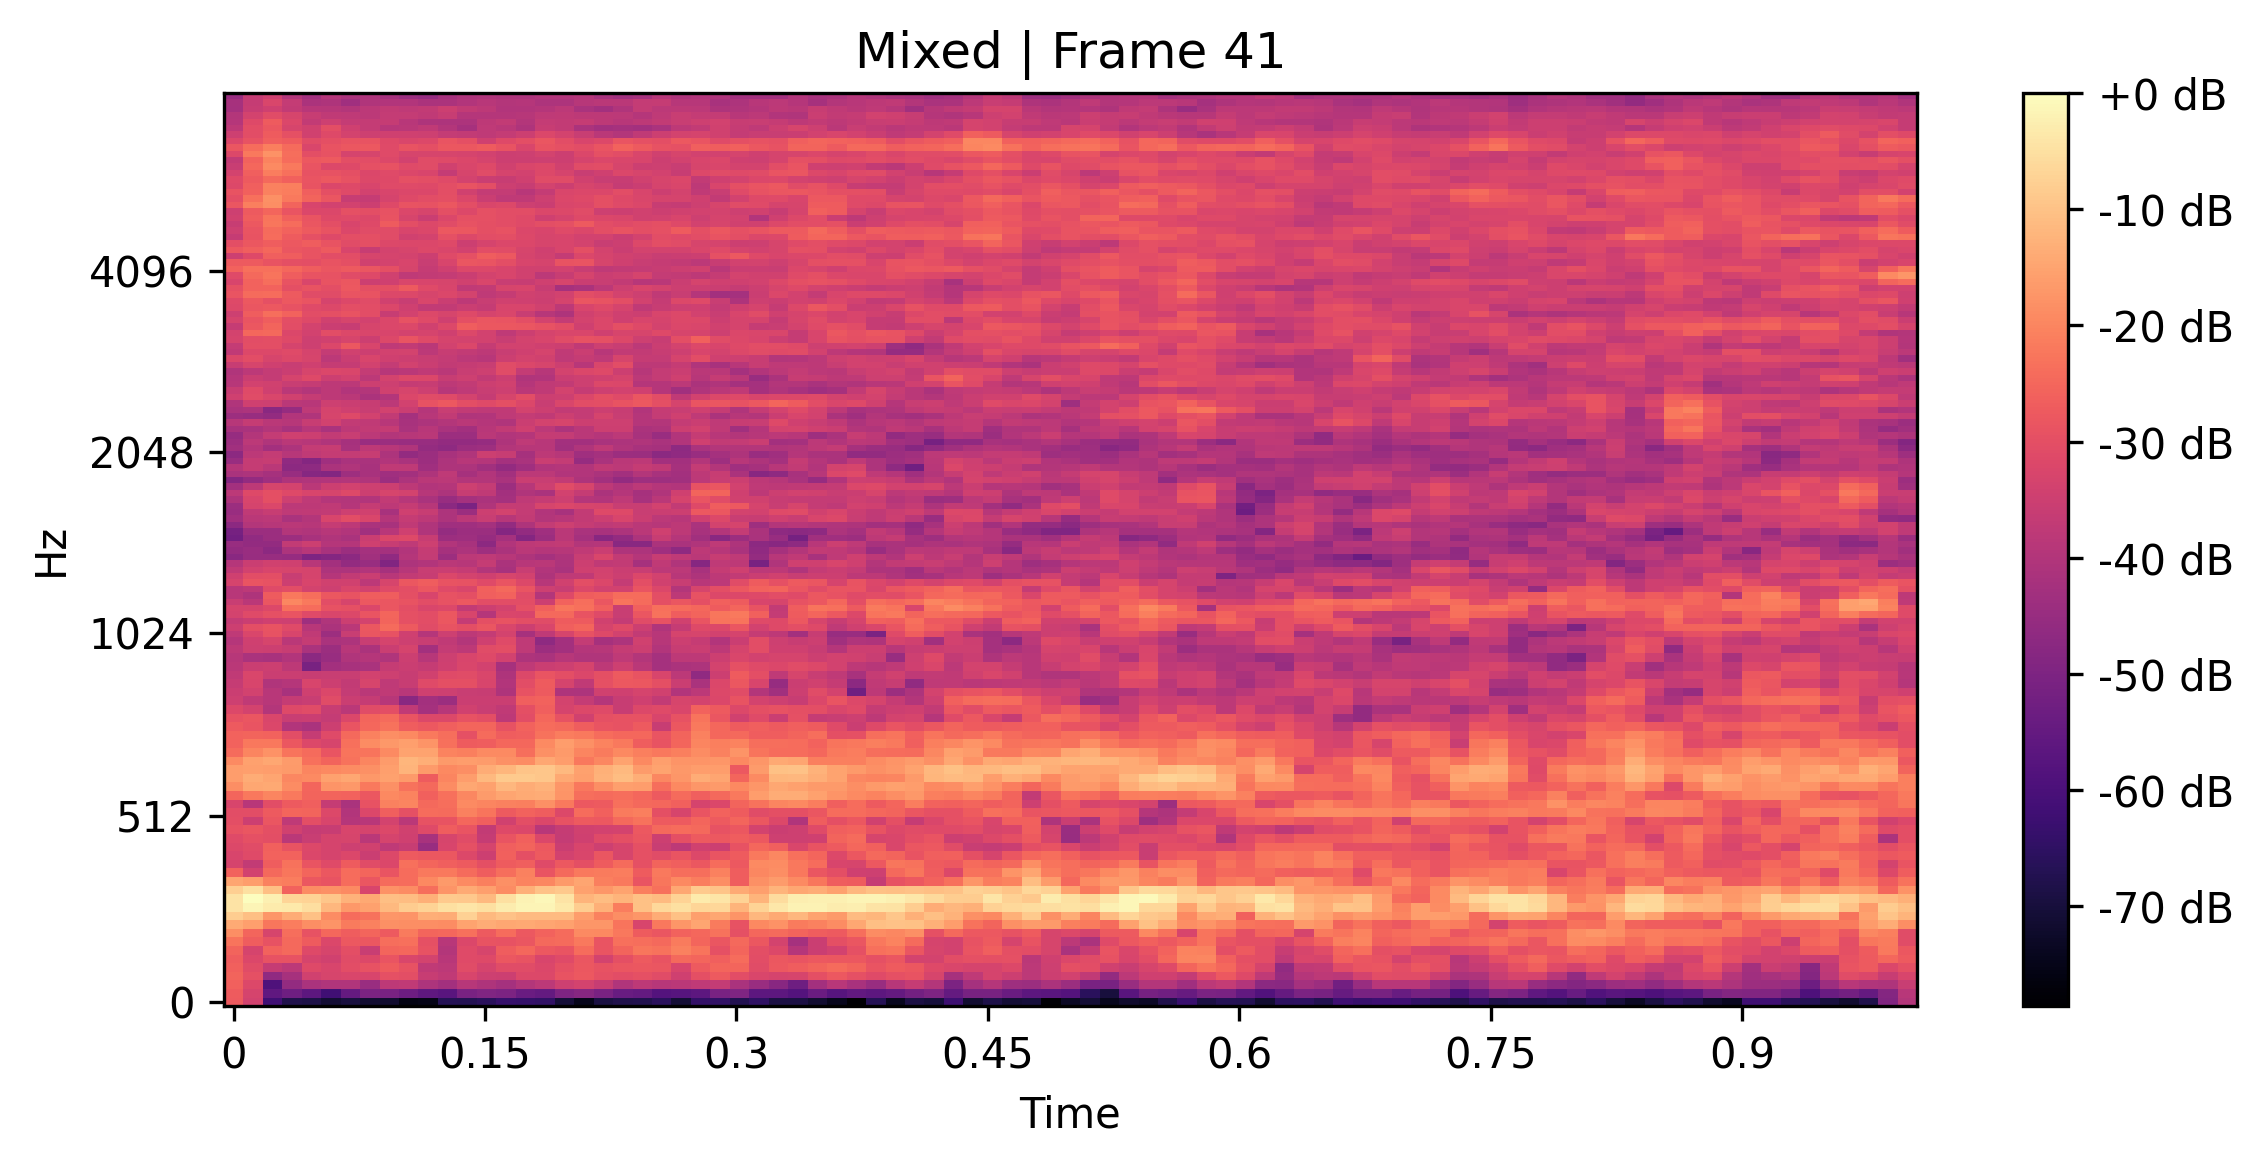 Mixed | Frame 41
+0 dB
-10 dB
-20 dB
-30 dB
-40 dB
-50 dB
-60 dB
-70 dB
Hz
4096
2048
1024
512
0
0 0.15 0.3 0.45 0.6 0.75 0.9
Time